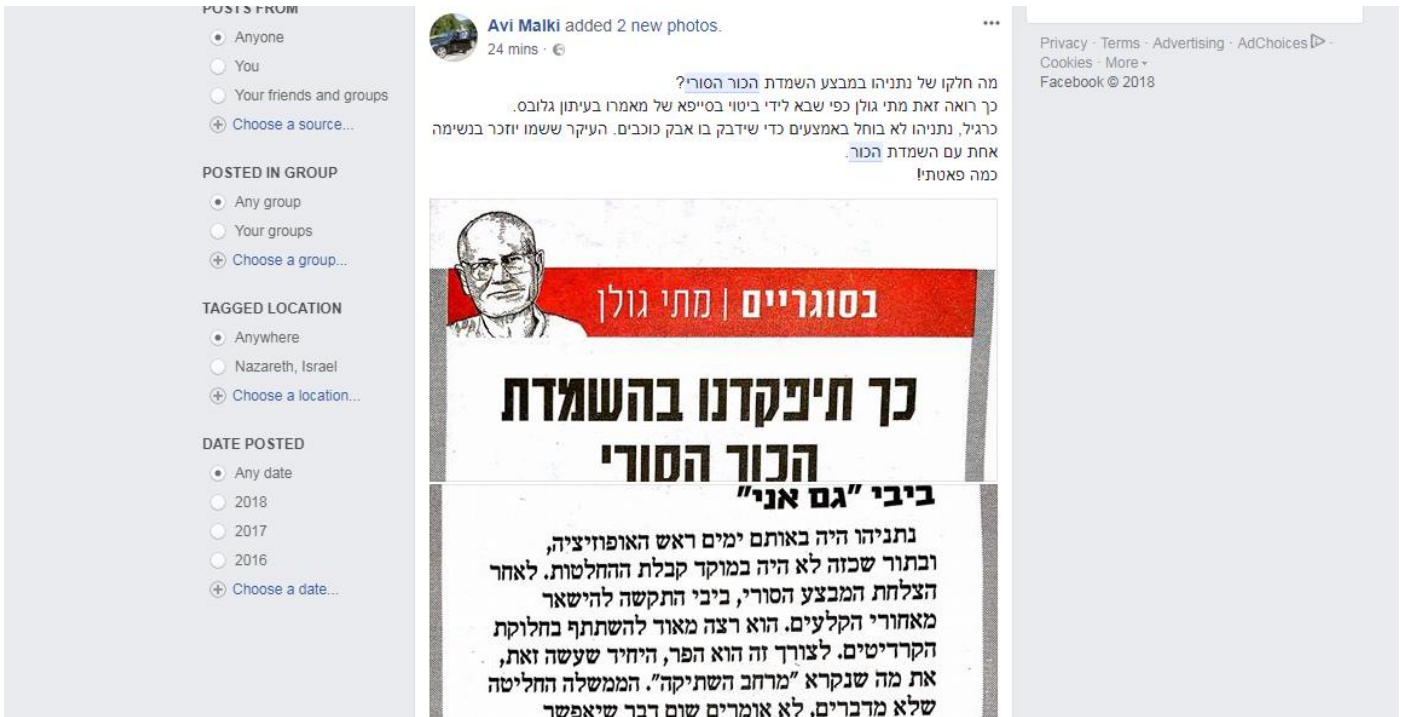 POSTS FROM
Anyone
You
Your friends and groups
Choose a source...
POSTED IN GROUP
Any group
Your groups
Choose a group...
TAGGED LOCATION
Anywhere
Nazareth, Israel
Choose a location...
DATE POSTED
Any date
2018
2017
2016
Choose a date...
Avi Malki added 2 new photos.
24 mins ·
מה חלקו של נתניהו במבצע השמדת הכור הסורי?
כך רואה זאת מתי גולן כפי שבא לידי ביטוי בסייפא של מאמרו בעיתון גלובס.
כרגיל, נתניהו לא בוחל באמצעים כדי שידבק בו אבק כוכבים. העיקר ששמו יוזכר בנשימה
אחת עם השמדת הכור.
כמה פאטתי!
בסוגריים | מתי גולן
כך תיפקדנו בהשמדת
הכור הסורי
ביבי "גם אני"
נתניהו היה באותם ימים ראש האופוזיציה,
ובתור שכזה לא היה במוקד קבלת ההחלטות. לאחר
הצלחת המבצע הסורי, ביבי התקשה להישאר
מאחורי הקלעים. הוא רצה מאוד להשתתף בחלוקת
הקרדיטים. לצורך זה הוא הפר, היחיד שעשה זאת,
את מה שנקרא "מרחב השתיקה". הממשלה החליטה
שלא מדברים, לא אומרים שום דבר שיאפשר
Privacy · Terms · Advertising · AdChoices ·
Cookies · More
Facebook © 2018